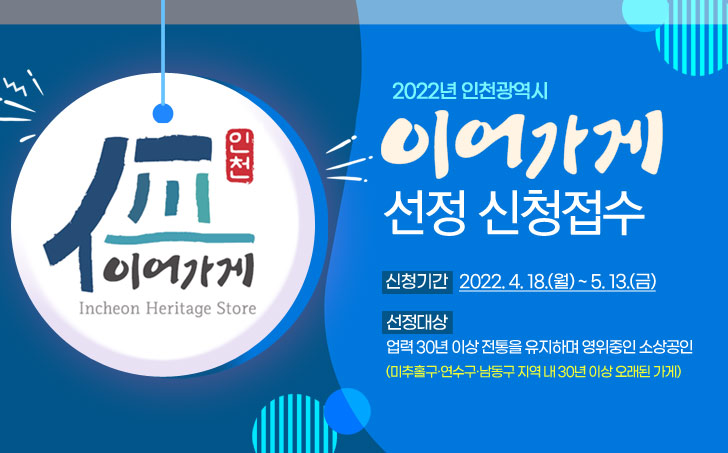 인천
이어가게
Incheon Heritage Store
2022년 인천광역시
이어가게
선정 신청접수
신청기간 2022. 4. 18.(월) ~ 5. 13.(금)
선정대상
업력 30년 이상 전통을 유지하며 영위중인 소상공인
(미추홀구·연수구·남동구 지역 내 30년 이상 오래된 가게)